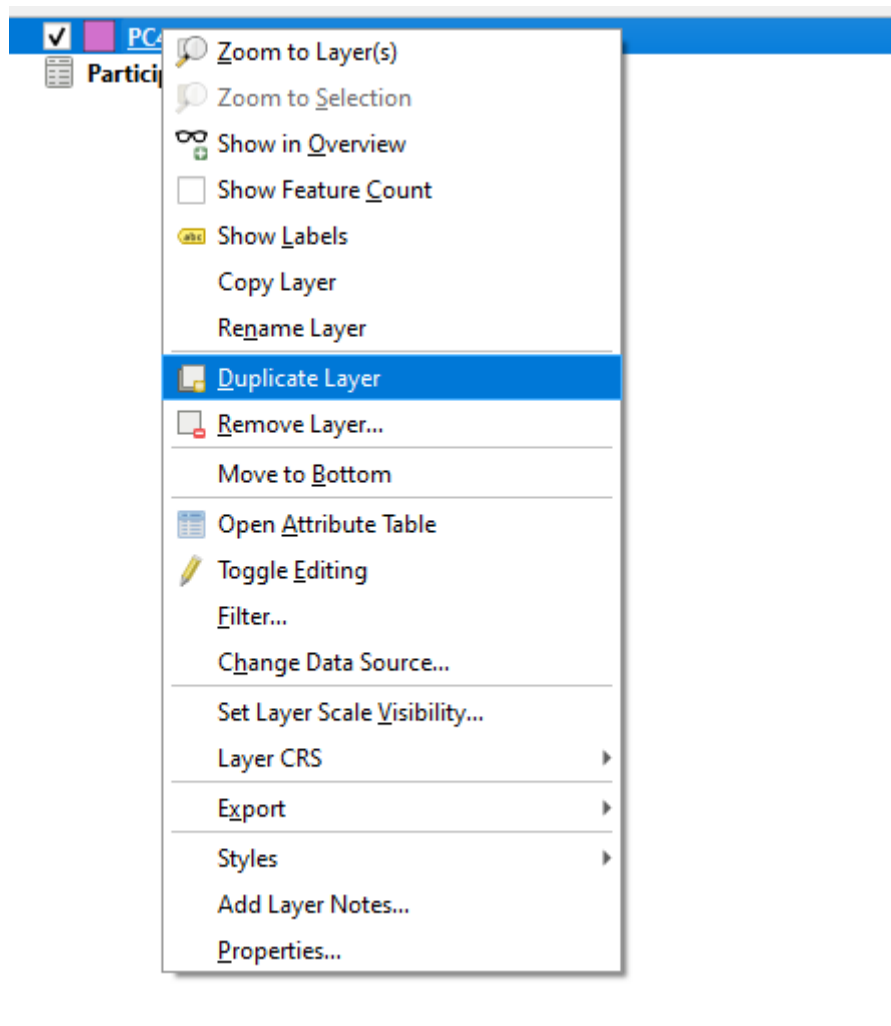 PC4
Zoom to Layer(s)
Zoom to Selection
Show in Overview
Show Feature Count
abc
Show Labels
Copy Layer
Rename Layer
Duplicate Layer
Remove Layer...
Move to Bottom
Open Attribute Table
Toggle Editing
Filter...
Change Data Source...
Set Layer Scale Visibility...
Layer CRS
Export
Styles
Add Layer Notes...
Properties...